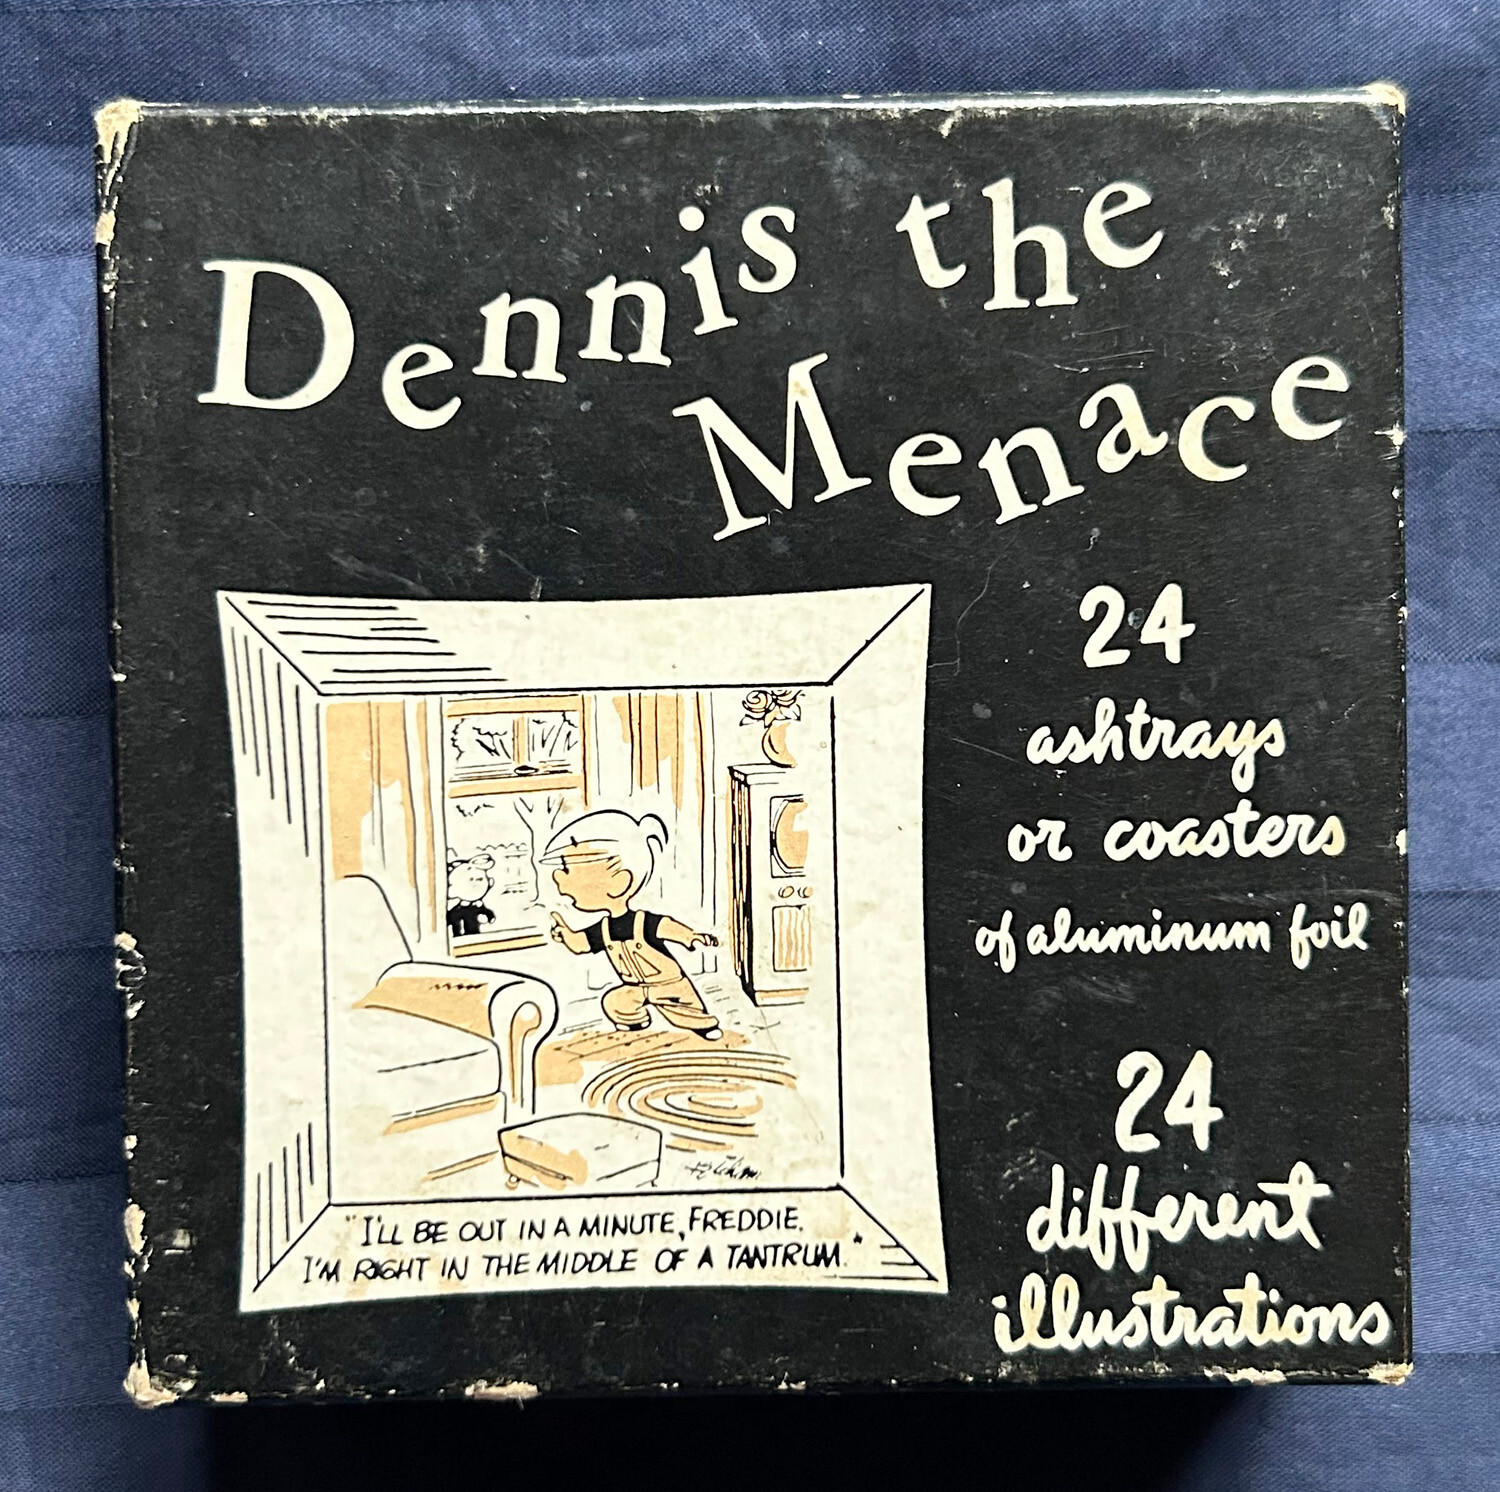 Dennis the
Menace
24
ashtrays
or coasters
of aluminum foil
24
different
illustrations
"I'LL BE OUT IN A MINUTE, FREDDIE.
I'M RIGHT IN THE MIDDLE OF A TANTRUM."